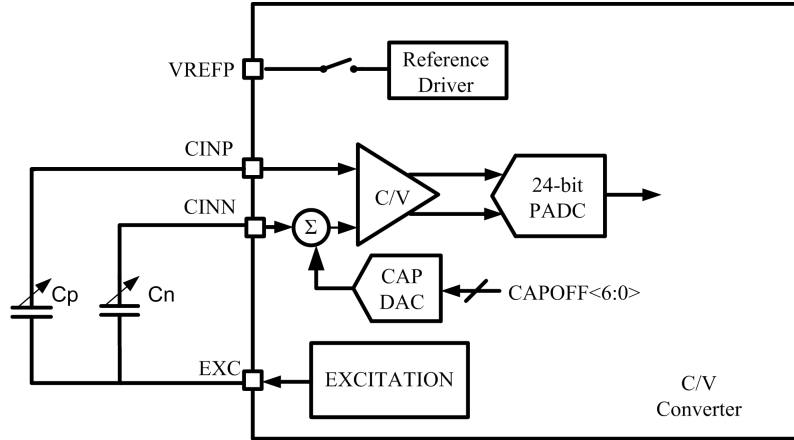 VREFP
Reference
Driver
CINP
CINN
C/V
24-bit
PADC
Σ
Cp
Cn
CAP
DAC
CAPOFF<6:0>
EXC
EXCITATION
C/V
Converter